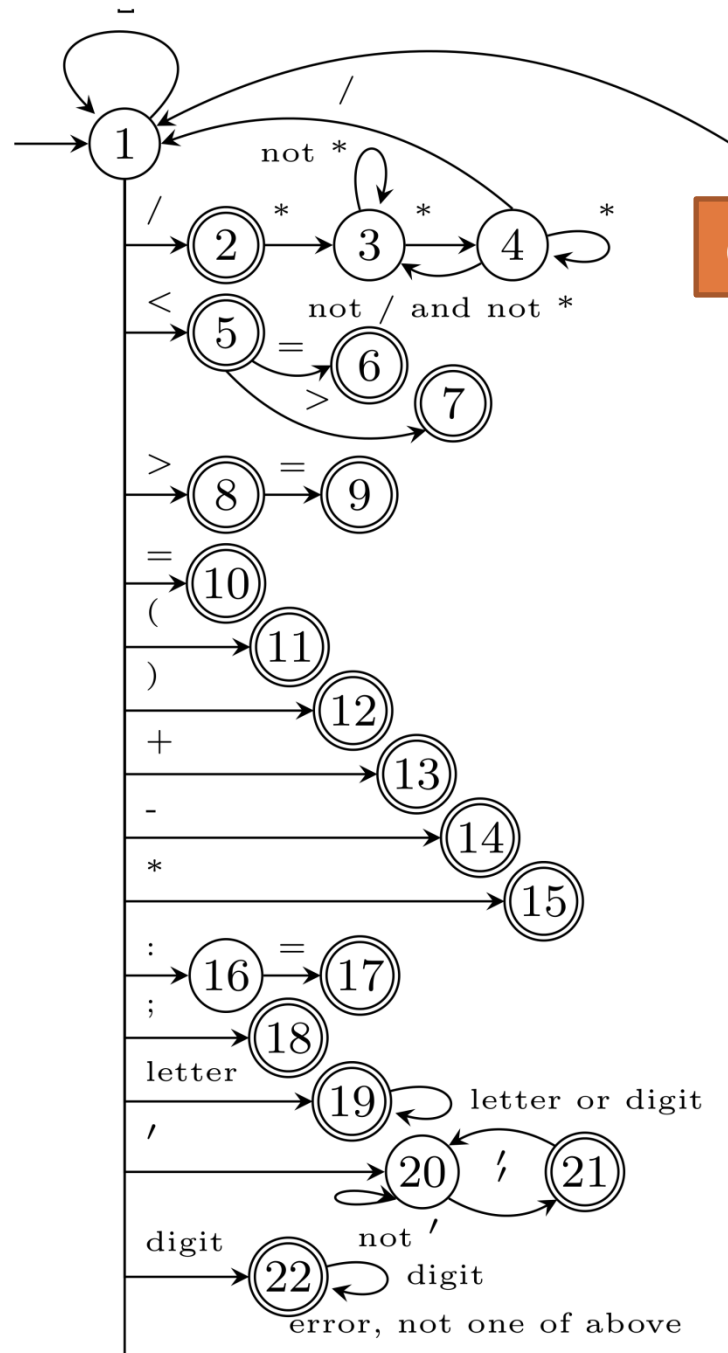 /
1
not *
/ * * *
2 3 4
<
not / and not *
5 = 6
>
7
> =
8 9
=
10
(
11
)
12
+
13
-
14
*
15
: =
16 17
;
18
letter
19 letter or digit
'
20 ' ' 21
not '
digit
22 digit
error, not one of above